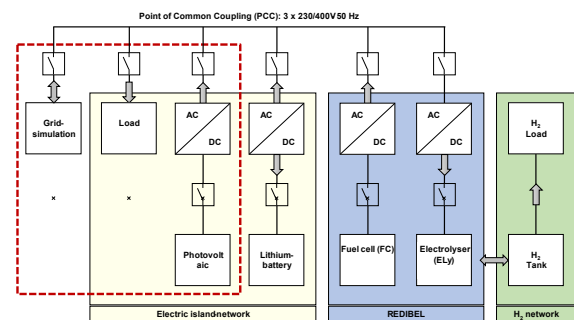 Point of Common Coupling (PCC): 3 x 230/400V50 Hz
Grid-
simulation
Load
AC
DC
AC
DC
AC
DC
AC
DC
H2
Load
Photovolt
aic
Lithium-
battery
Fuel cell (FC)
Electrolyser
(ELy)
H2
Tank
Electric island-network
REDIBEL
H2 network